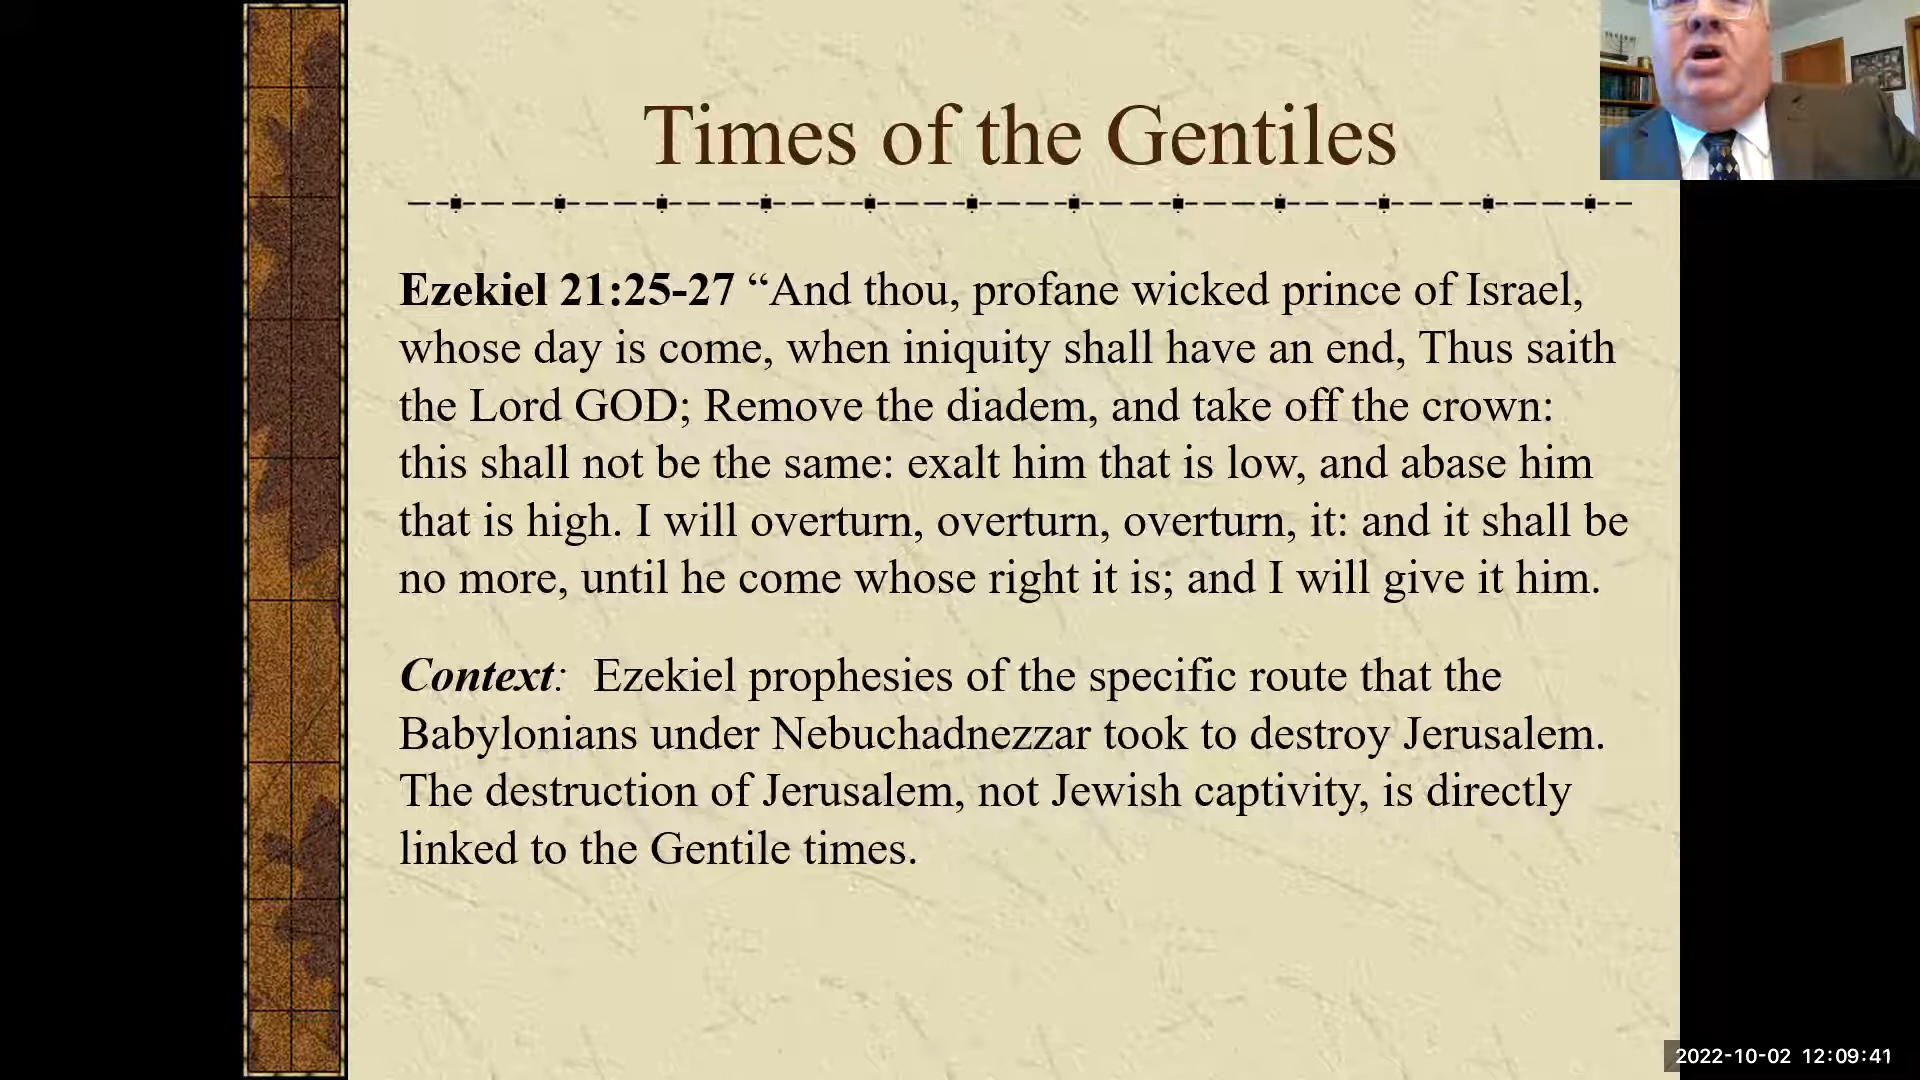 Times of the Gentiles
Ezekiel 21:25-27 “And thou, profane wicked prince of Israel,
whose day is come, when iniquity shall have an end, Thus saith
the Lord GOD; Remove the diadem, and take off the crown:
this shall not be the same: exalt him that is low, and abase him
that is high. I will overturn, overturn, overturn, it: and it shall be
no more, until he come whose right it is; and I will give it him.
Context:  Ezekiel prophesies of the specific route that the
Babylonians under Nebuchadnezzar took to destroy Jerusalem.
The destruction of Jerusalem, not Jewish captivity, is directly
linked to the Gentile times.
2022-10-02 12:09:41